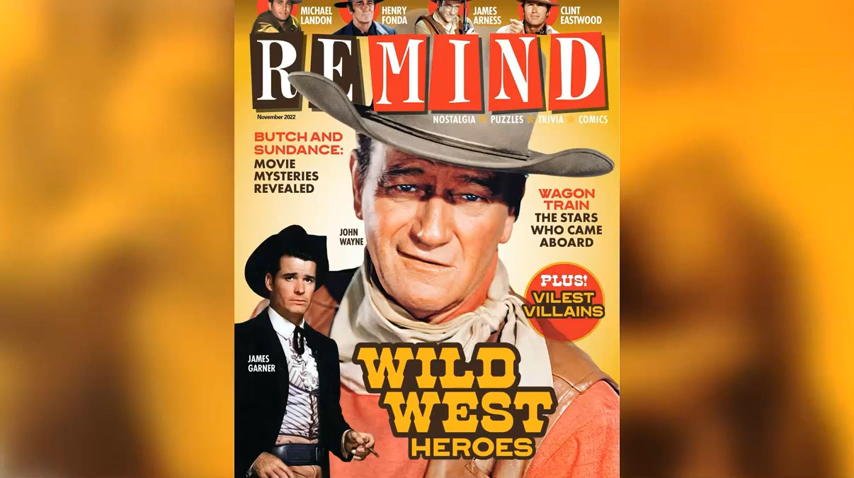 MICHAEL
LANDON
HENRY
FONDA
JAMES
ARNESS
CLINT
EASTWOOD
REMIND
November 2022
NOSTALGIA PUZZLES TRIVIA COMICS
BUTCH AND
SUNDANCE:
MOVIE
MYSTERIES
REVEALED
WAGON
TRAIN
THE STARS
WHO CAME
ABOARD
JOHN
WAYNE
PLUS!
VILEST
VILLAINS
JAMES
GARNER
WILD
WEST
HEROES